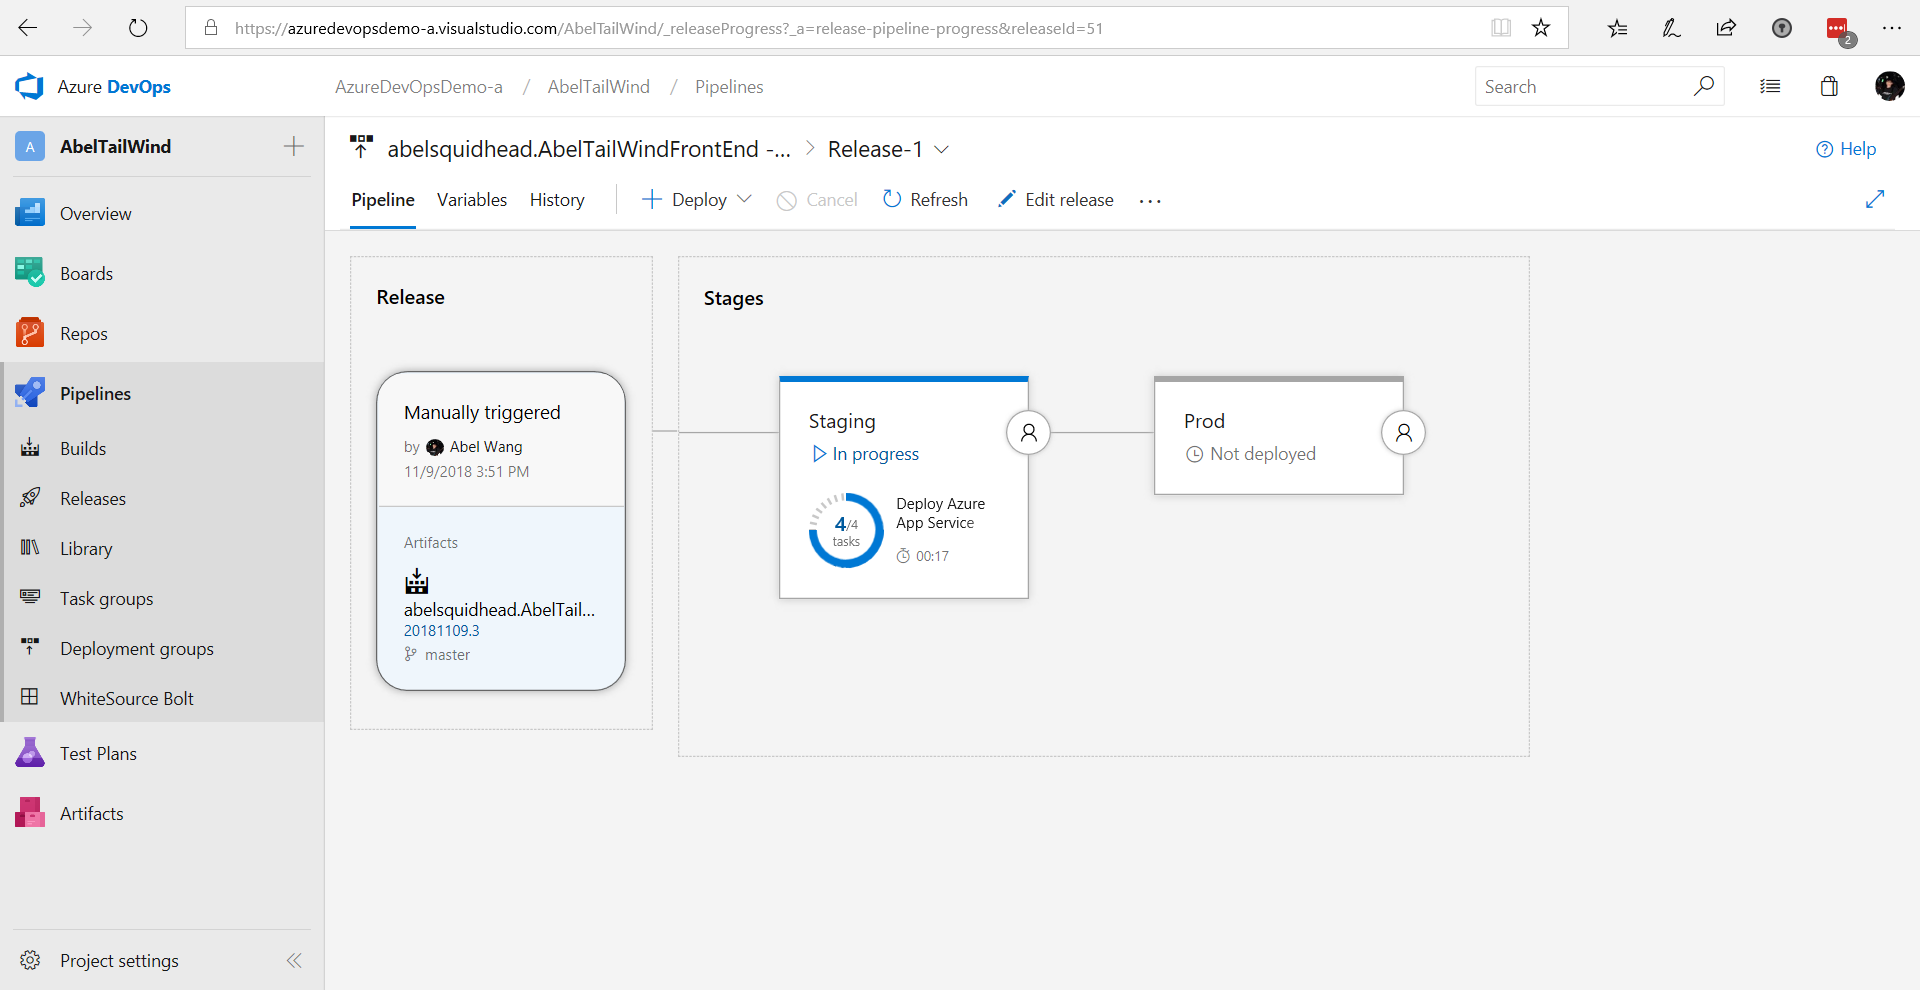 https://azuredevopsdemo-a.visualstudio.com/AbelTailWind/_releaseProgress?_a=release-pipeline-progress&releaseId=51
2
Azure DevOps
AzureDevOpsDemo-a / AbelTailWind / Pipelines
Search
A AbelTailWind
Overview
Boards
Repos
Pipelines
Builds
Releases
Library
Task groups
Deployment groups
WhiteSource Bolt
Test Plans
Artifacts
Project settings
abelsquidhead.AbelTailWindFrontEnd -... > Release-1
Help
Pipeline Variables History Deploy Cancel Refresh Edit release ...
Release
Manually triggered
by Abel Wang
11/9/2018 3:51 PM
Artifacts
abelsquidhead.AbelTail...
20181109.3
master
Stages
Staging
In progress
4/4
tasks
Deploy Azure
App Service
00:17
Prod
Not deployed